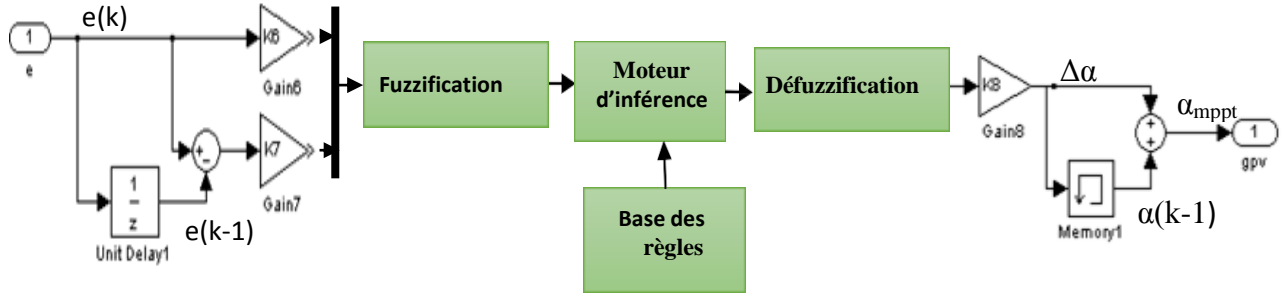 e(k)
1
e
K6
Gain6
K7
Gain7
1
z
Unit Delay1
e(k-1)
+
-
Fuzzification
Moteur
d'inférence
Base des
règles
Défuzzification
K8
Gain8
Δα
+
+
α(k-1)
Memory1
αmppt
1
gpv